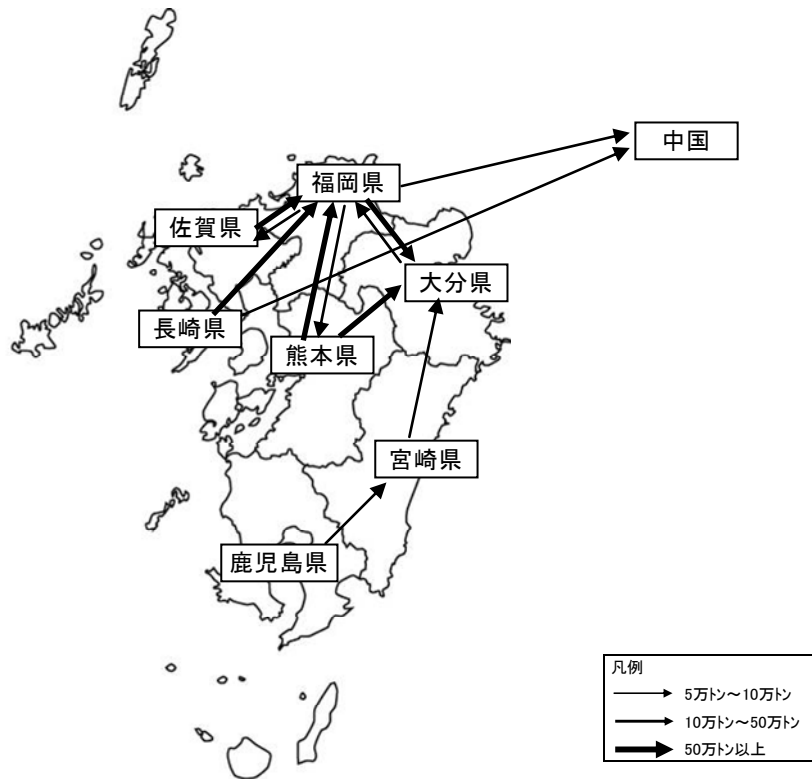 中国
福岡県
佐賀県
大分県
長崎県
熊本県
宮崎県
鹿児島県
凡例
5万トン～10万トン
10万トン～50万トン
50万トン以上